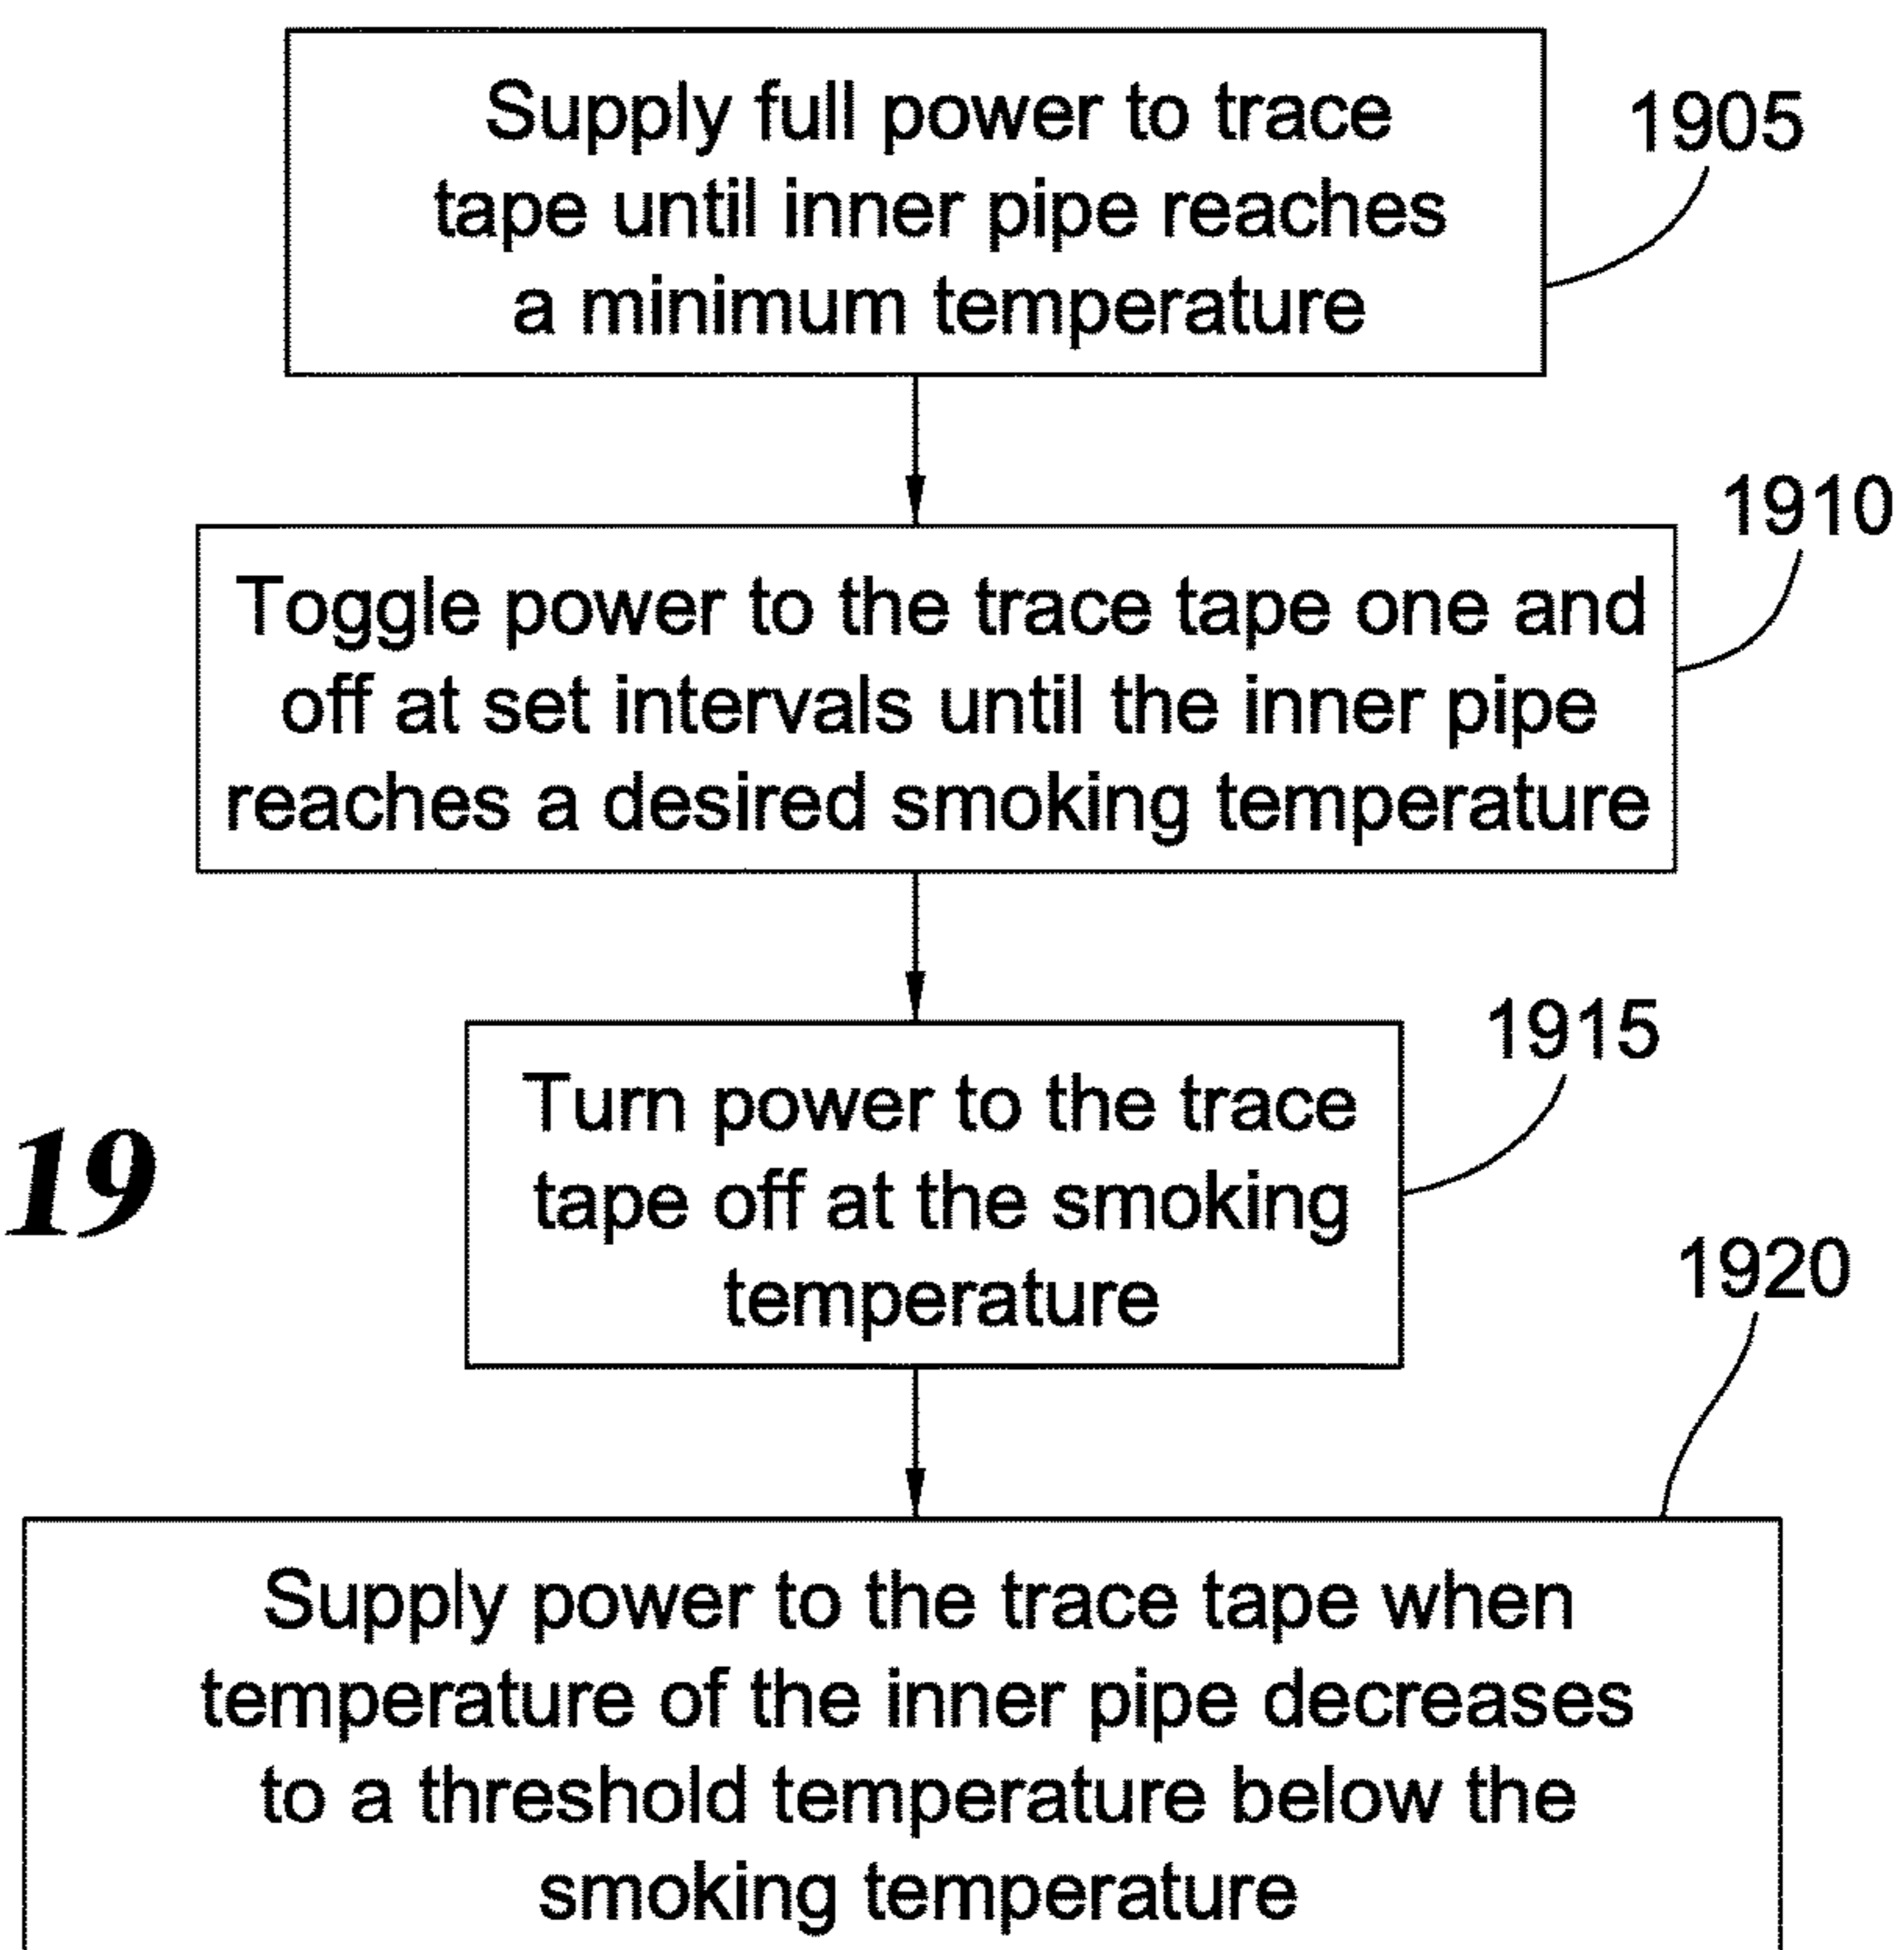 Supply full power to trace
tape until inner pipe reaches
a minimum temperature
1905
Toggle power to the trace tape one and
off at set intervals until the inner pipe
reaches a desired smoking temperature
1910
Turn power to the trace
tape off at the smoking
temperature
1915
19
Supply power to the trace tape when
temperature of the inner pipe decreases
to a threshold temperature below the
smoking temperature
1920